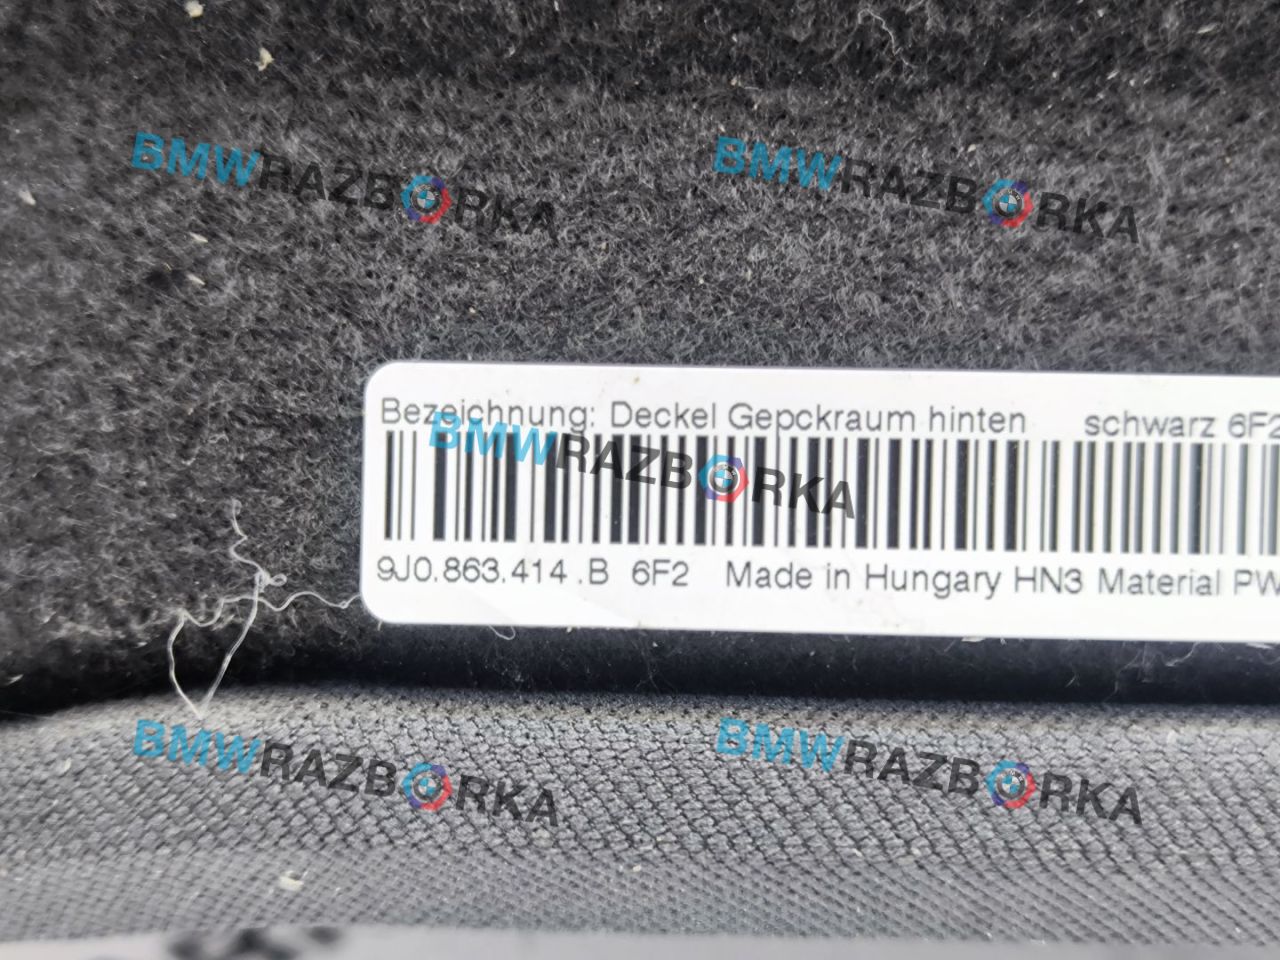 BMWRAZBORKA BMWRAZBORKA
Bezeichnung: Deckel Gepckraum hinten schwarz 6F2
BMWRAZBORKA
9J0.863.414 .B 6F2 Made in Hungary HN3 Material PW
BMWRAZBORKA BMWRAZBORKA